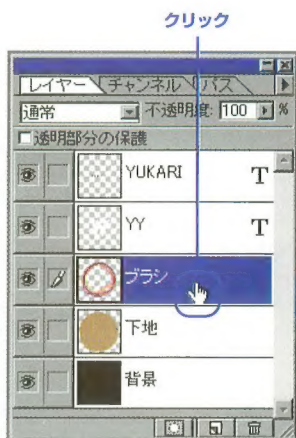 クリック
レイヤー チャンネル パス
通常 不透明度: 100 %
透明部分の保護
YUKARI T
YY T
ブラシ
下地
背景